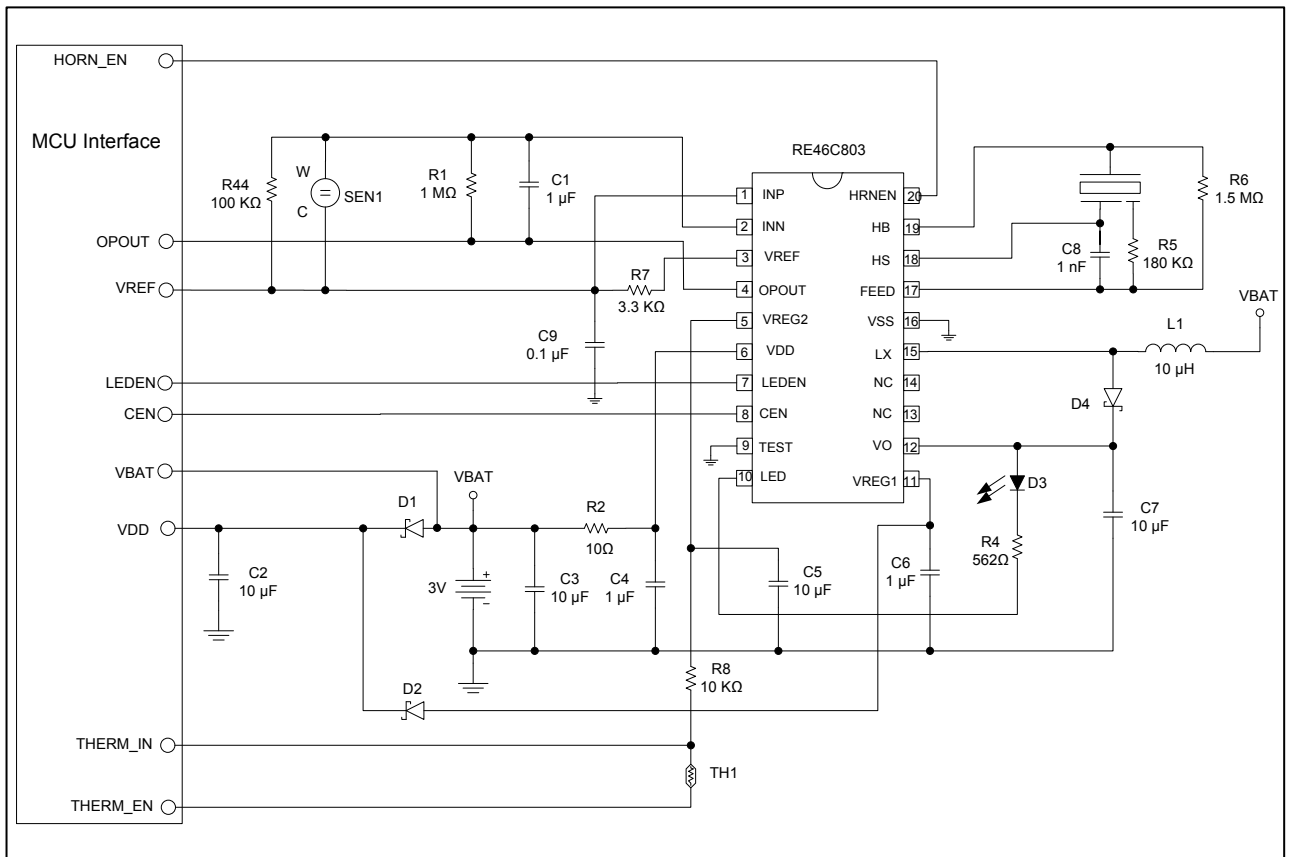 HORN_EN
MCU Interface
OPOUT
VREF
LEDEN
CEN
VBAT
VDD
THERM_IN
THERM_EN
R44
100 KΩ
W
=
C
SEN1
R1
1 MΩ
C1
1 µF
R7
3.3 KΩ
C9
0.1 µF
RE46C803
1 INP
2 INN
3 VREF
4 OPOUT
5 VREG2
6 VDD
7 LEDEN
8 CEN
9 TEST
10 LED
HRNEN 20
HB 19
HS 18
FEED 17
VSS 16
LX 15
NC 14
NC 13
VO 12
VREG1 11
C8
1 nF
R5
180 KΩ
R6
1.5 MΩ
VBAT
L1
10 µH
D4
D3
R4
562Ω
C7
10 µF
D1
VBAT
R2
10Ω
C2
10 µF
3V
+
–
C3
10 µF
C4
1 µF
C5
10 µF
C6
1 µF
R8
10 KΩ
D2
TH1